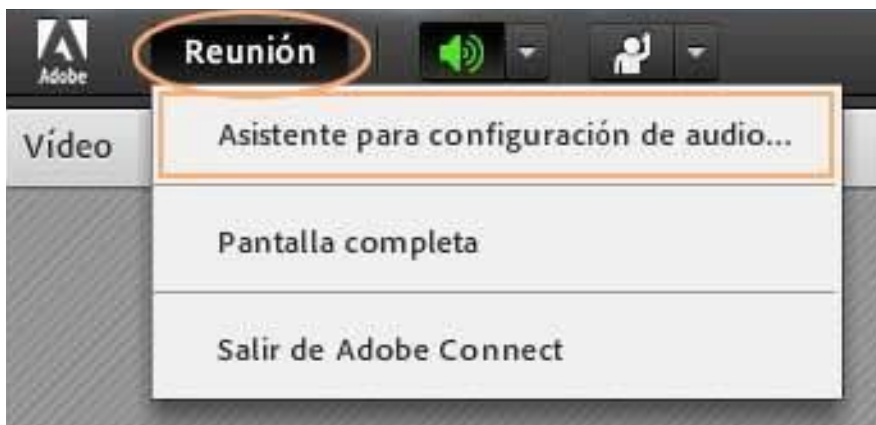 Adobe
Reunión
Vídeo
Asistente para configuración de audio...
Pantalla completa
Salir de Adobe Connect